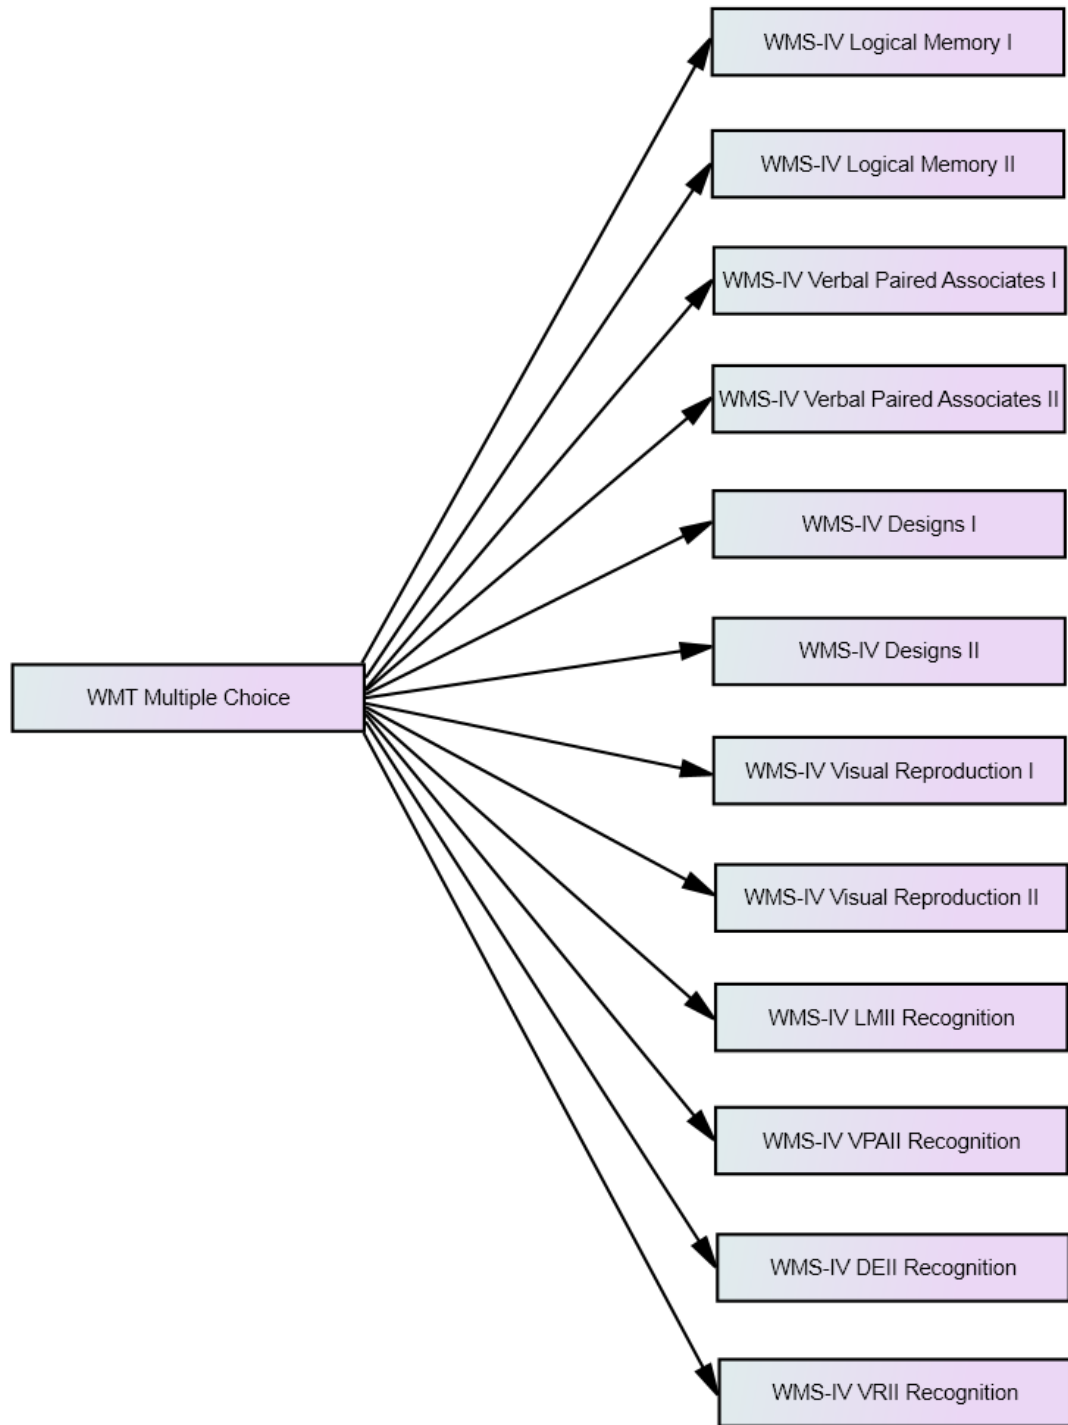 WMS-IV Logical Memory I
WMS-IV Logical Memory II
WMS-IV Verbal Paired Associates I
WMS-IV Verbal Paired Associates II
WMS-IV Designs I
WMS-IV Designs II
WMT Multiple Choice
WMS-IV Visual Reproduction I
WMS-IV Visual Reproduction II
WMS-IV LMII Recognition
WMS-IV VPAII Recognition
WMS-IV DEII Recognition
WMS-IV VRII Recognition